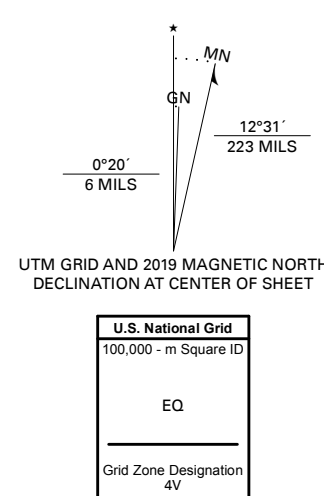 ★
MN
GN
12°31´
223 MILS
0°20´
6 MILS
UTM GRID AND 2019 MAGNETIC NORTH
DECLINATION AT CENTER OF SHEET
U.S. National Grid
100,000 - m Square ID
EQ
Grid Zone Designation
4V